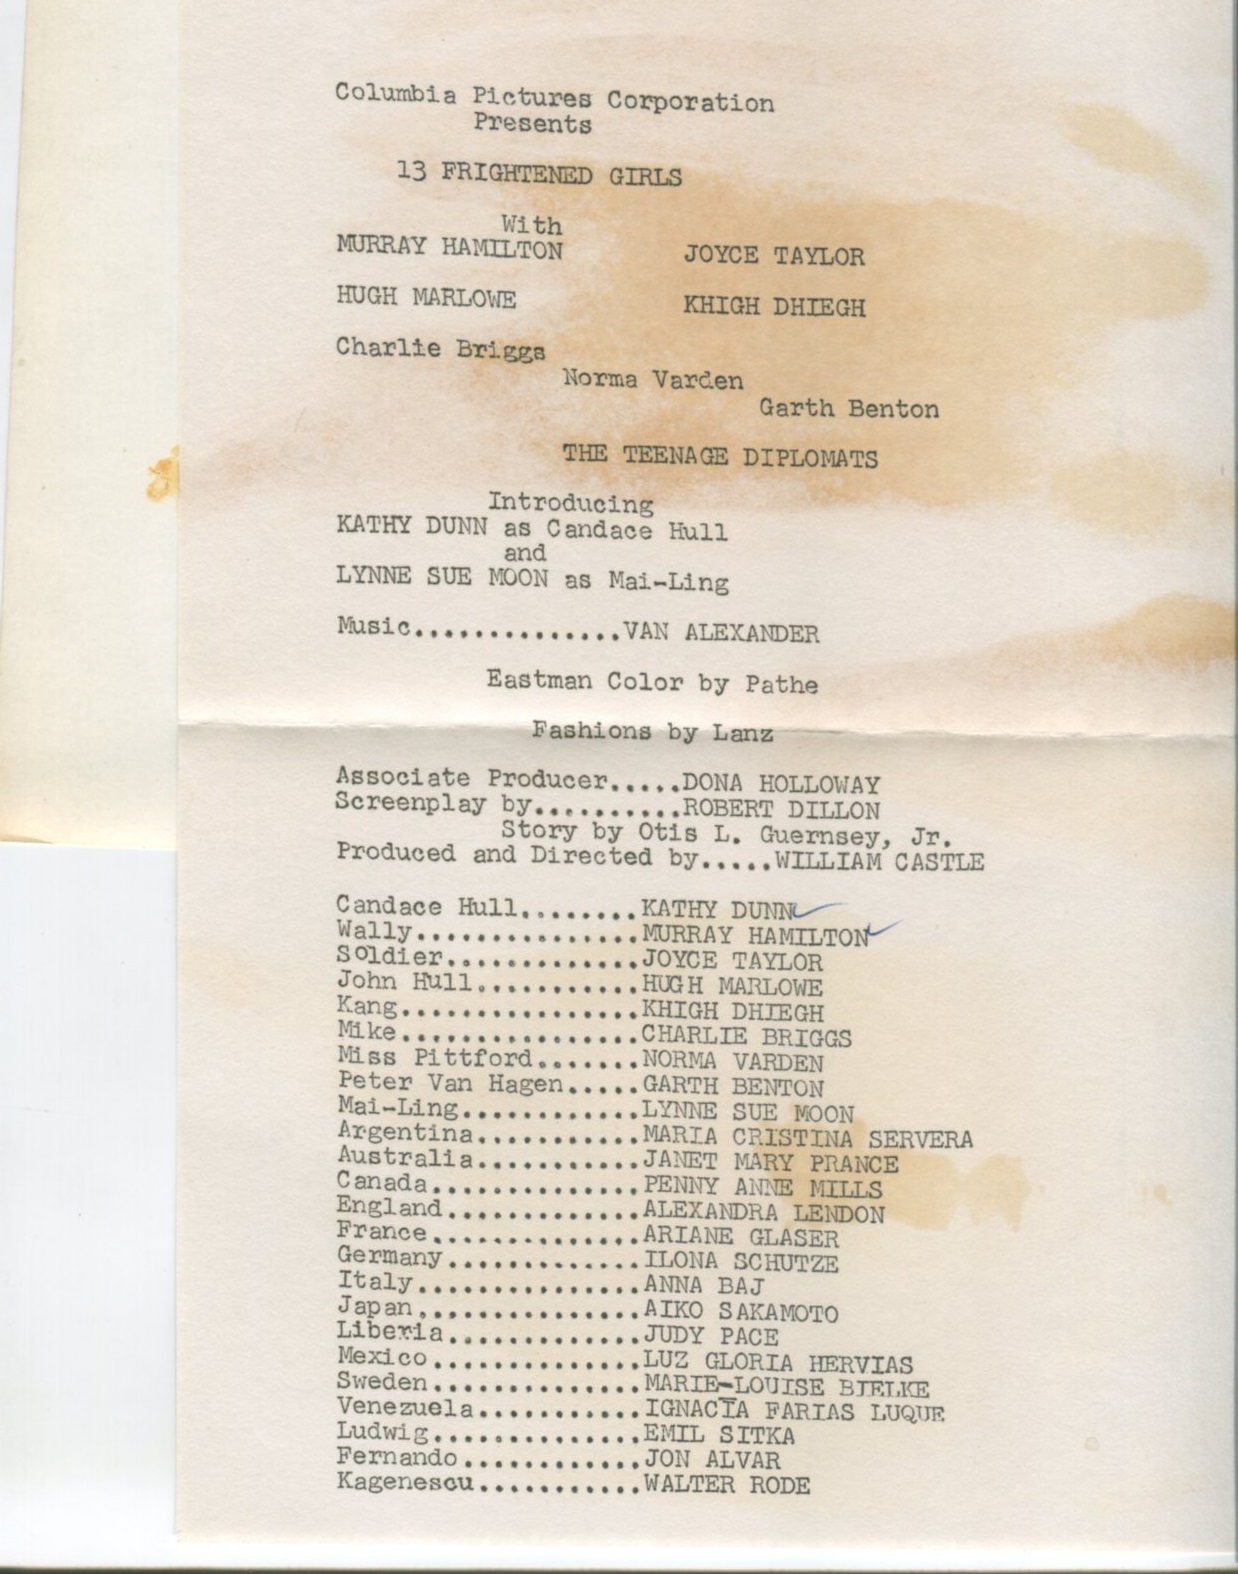 Columbia Pictures Corporation
Presents
13 FRIGHTENED GIRLS
With
MURRAY HAMILTON JOYCE TAYLOR
HUGH MARLOWE KHIGH DHIEGH
Charlie Briggs
Norma Varden
Garth Benton
THE TEENAGE DIPLOMATS
Introducing
KATHY DUNN as Candace Hull
and
LYNNE SUE MOON as Mai-Ling
Music..............VAN ALEXANDER
Eastman Color by Pathe
Fashions by Lanz
Associate Producer.....DONA HOLLOWAY
Screenplay by..........ROBERT DILLON
Story by Otis L. Guernsey, Jr.
Produced and Directed by.....WILLIAM CASTLE
Candace Hull........KATHY DUNN
Wally...............MURRAY HAMILTON
Soldier.............JOYCE TAYLOR
John Hull...........HUGH MARLOWE
Kang................KHIGH DHIEGH
Mike................CHARLIE BRIGGS
Miss Pittford.......NORMA VARDEN
Peter Van Hagen.....GARTH BENTON
Mai-Ling............LYNNE SUE MOON
Argentina...........MARIA CRISTINA SERVERA
Australia...........JANET MARY PRANCE
Canada..............PENNY ANNE MILLS
England.............ALEXANDRA LENDON
France..............ARIANE GLASER
Germany.............ILONA SCHUTZE
Italy...............ANNA BAJ
Japan...............AIKO SAKAMOTO
Liberia.............JUDY PACE
Mexico..............LUZ GLORIA HERVIAS
Sweden..............MARIE-LOUISE BIELKE
Venezuela...........IGNACIA FARIAS LUQUE
Ludwig..............EMIL SITKA
Fernando............JON ALVAR
Kagenescu...........WALTER RODE